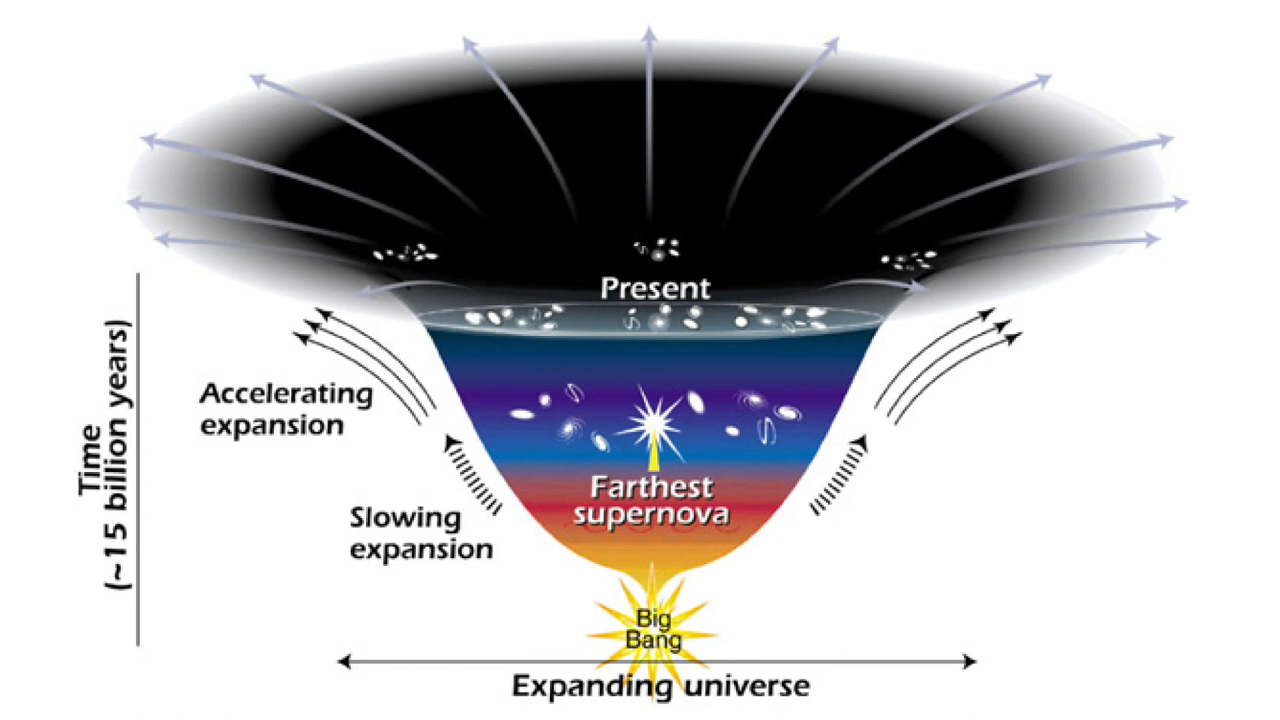 Present
Time
(~15 billion years)
Accelerating
expansion
Farthest
supernova
Slowing
expansion
Big
Bang
Expanding universe